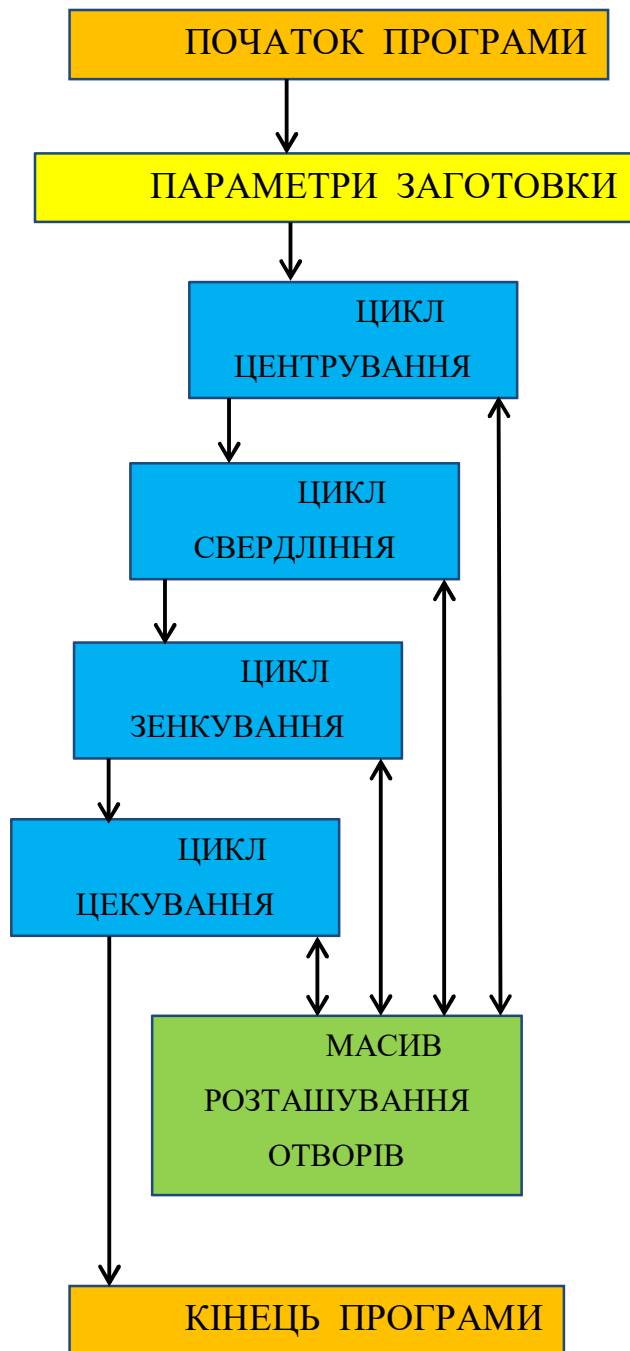 ПОЧАТОК ПРОГРАМИ
ПАРАМЕТРИ ЗАГОТОВКИ
ЦИКЛ
ЦЕНТРУВАННЯ
ЦИКЛ
СВЕРДЛІННЯ
ЦИКЛ
ЗЕНКУВАННЯ
ЦИКЛ
ЦЕКУВАННЯ
МАСИВ
РОЗТАШУВАННЯ
ОТВОРІВ
КІНЕЦЬ ПРОГРАМИ